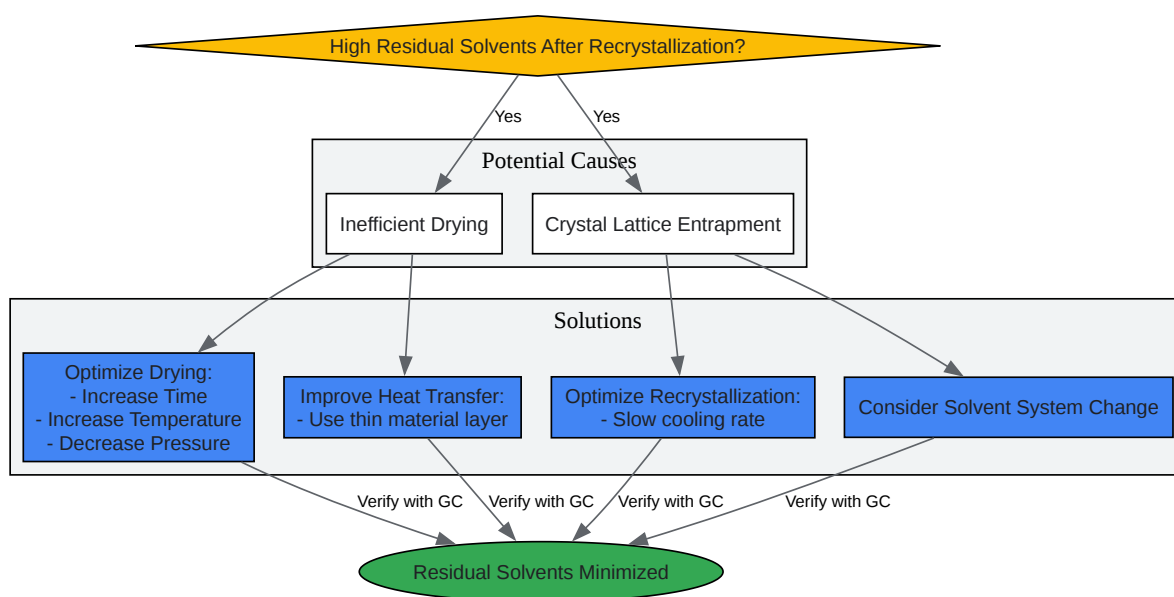 High Residual Solvents After Recrystallization?
Yes
Yes
Potential Causes
Inefficient Drying
Crystal Lattice Entrapment
Solutions
Optimize Drying:
- Increase Time
- Increase Temperature
- Decrease Pressure
Improve Heat Transfer:
- Use thin material layer
Optimize Recrystallization:
- Slow cooling rate
Consider Solvent System Change
Verify with GC
Verify with GC
Verify with GC
Verify with GC
Residual Solvents Minimized